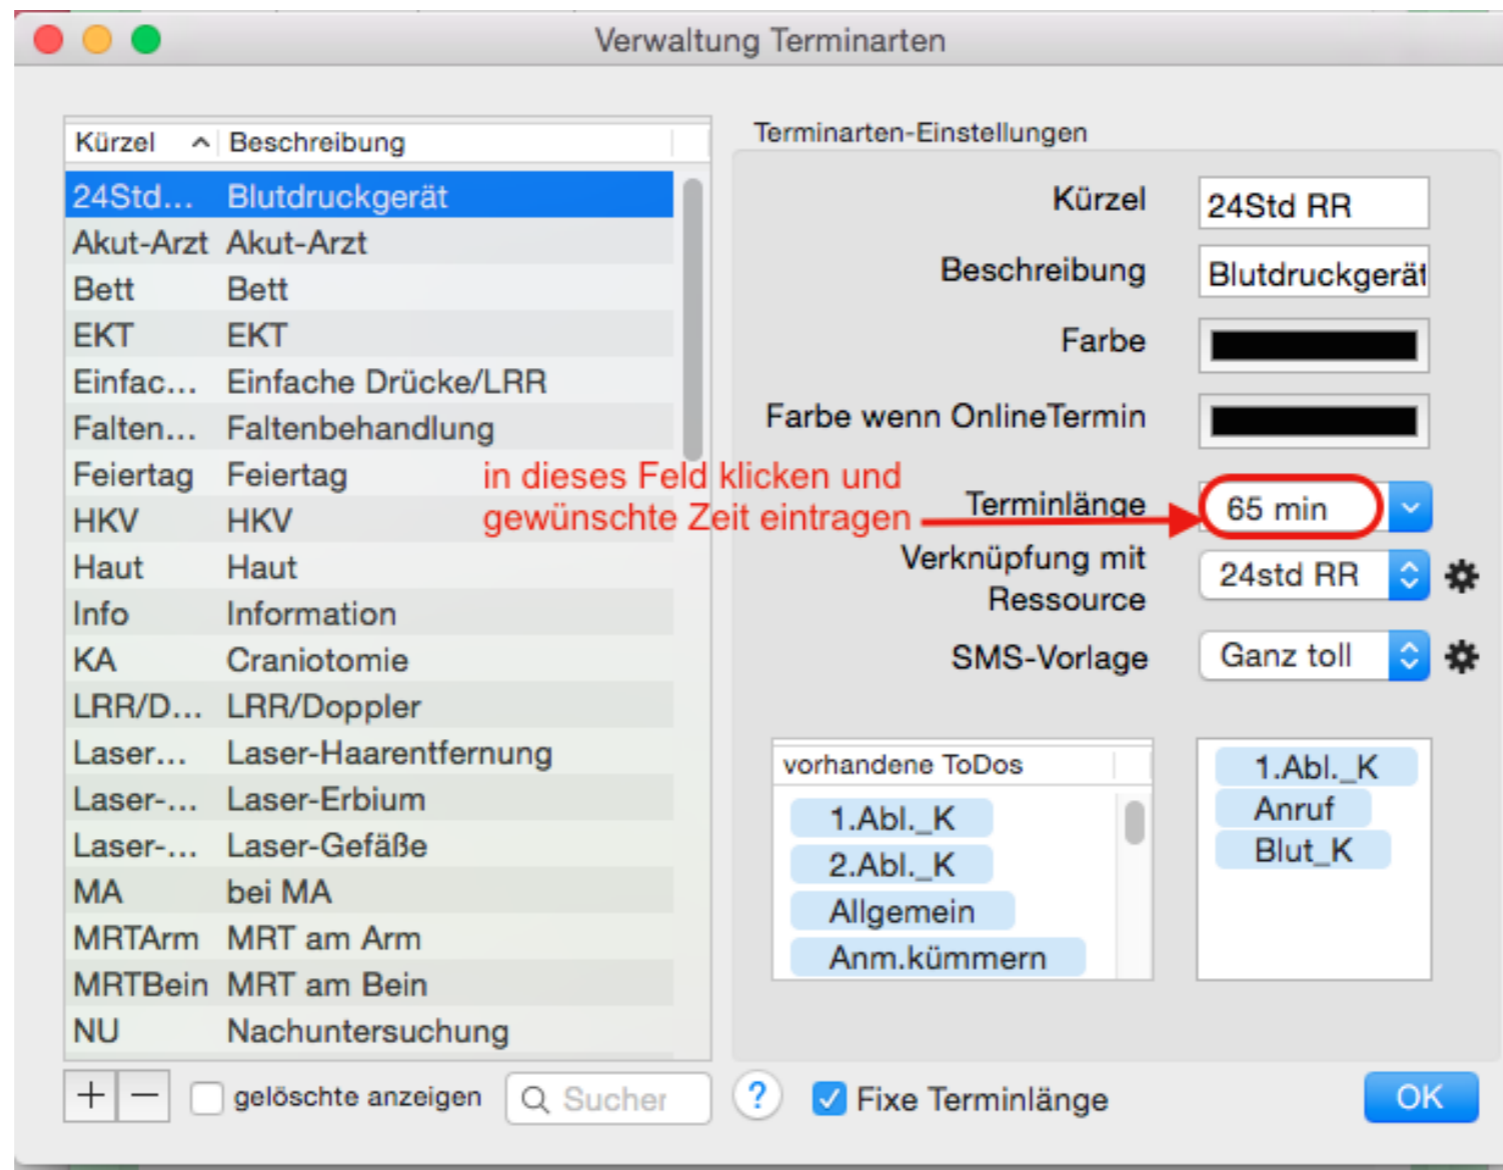 Verwaltung Terminarten
Kürzel Beschreibung
24Std... Blutdruckgerät
Akut-Arzt Akut-Arzt
Bett Bett
EKT EKT
Einfac... Einfache Drücke/LRR
Falten... Faltenbehandlung
Feiertag Feiertag
HKV HKV
Haut Haut
Info Information
KA Craniotomie
LRR/D... LRR/Doppler
Laser... Laser-Haarentfernung
Laser-... Laser-Erbium
Laser-... Laser-Gefäße
MA bei MA
MRTArm MRT am Arm
MRTBein MRT am Bein
NU Nachuntersuchung
gelöschte anzeigen
Sucher
in dieses Feld klicken und
gewünschte Zeit eintragen
Terminarten-Einstellungen
Kürzel 24Std RR
Beschreibung Blutdruckgerät
Farbe
Farbe wenn OnlineTermin
Terminlänge 65 min
Verknüpfung mit
Ressource
24std RR
SMS-Vorlage Ganz toll
vorhandene ToDos
1.Abl._K
2.Abl._K
Allgemein
Anm.kümmern
1.Abl._K
Anruf
Blut_K
?
Fixe Terminlänge
OK